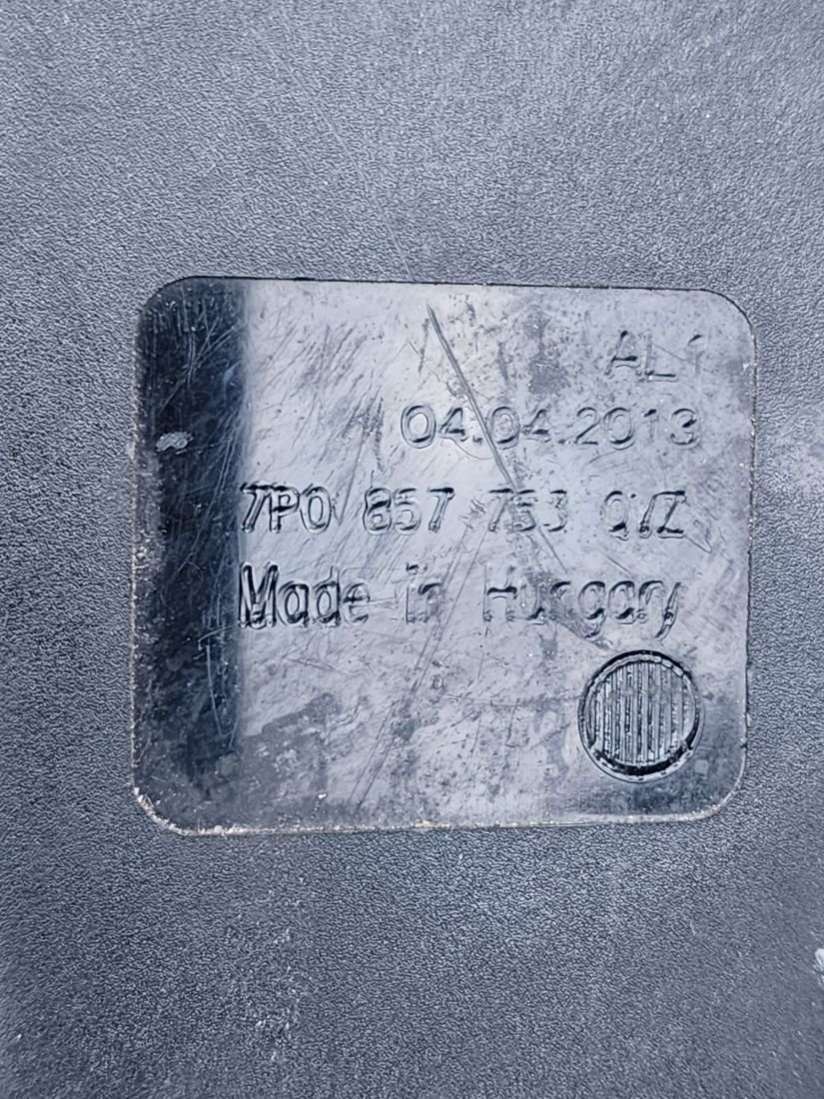 AL1
04.04.2013
7P0 857 753
Made in Hungary